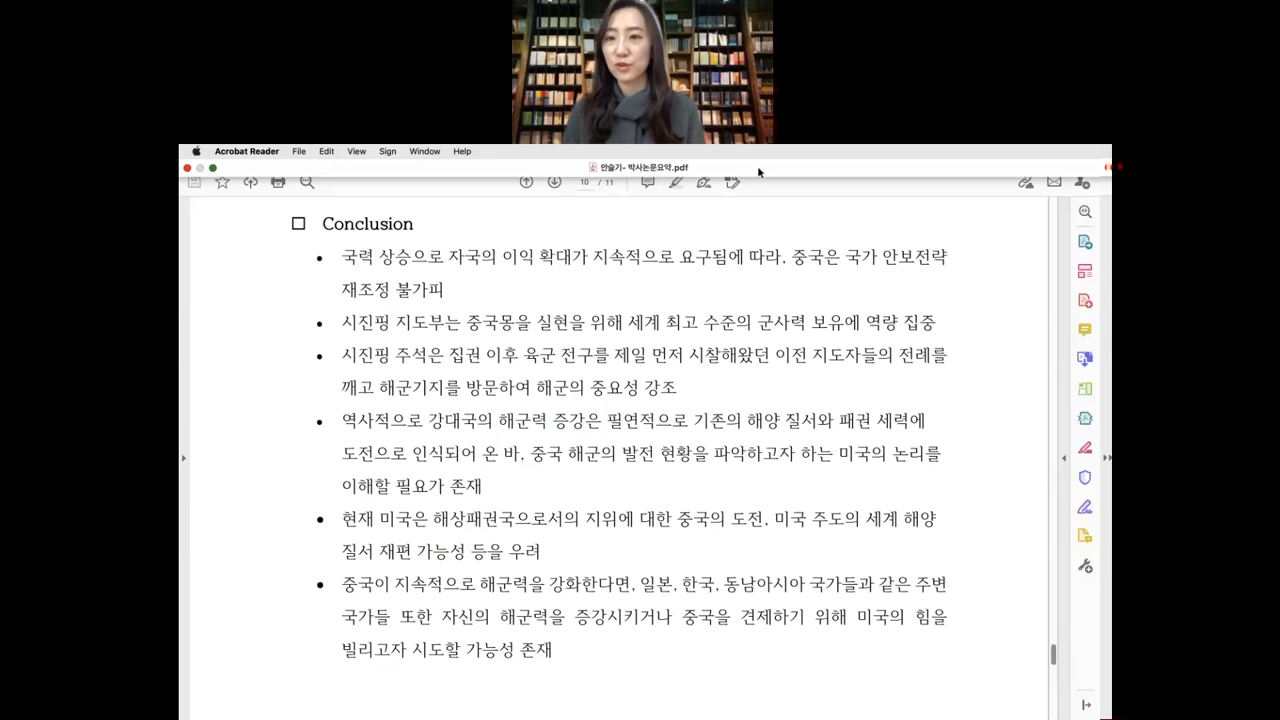 Acrobat Reader File Edit View Sign Window Help
안슬기- 박사논문요약.pdf
10 / 11
Conclusion
• 국력 상승으로 자국의 이익 확대가 지속적으로 요구됨에 따라, 중국은 국가 안보전략
재조정 불가피
• 시진핑 지도부는 중국몽을 실현을 위해 세계 최고 수준의 군사력 보유에 역량 집중
• 시진핑 주석은 집권 이후 육군 전구를 제일 먼저 시찰해왔던 이전 지도자들의 전례를
깨고 해군기지를 방문하여 해군의 중요성 강조
• 역사적으로 강대국의 해군력 증강은 필연적으로 기존의 해양 질서와 패권 세력에
도전으로 인식되어 온 바, 중국 해군의 발전 현황을 파악하고자 하는 미국의 논리를
이해할 필요가 존재
• 현재 미국은 해상패권국으로서의 지위에 대한 중국의 도전, 미국 주도의 세계 해양
질서 재편 가능성 등을 우려
• 중국이 지속적으로 해군력을 강화한다면, 일본, 한국, 동남아시아 국가들과 같은 주변
국가들 또한 자신의 해군력을 증강시키거나 중국을 견제하기 위해 미국의 힘을
빌리고자 시도할 가능성 존재